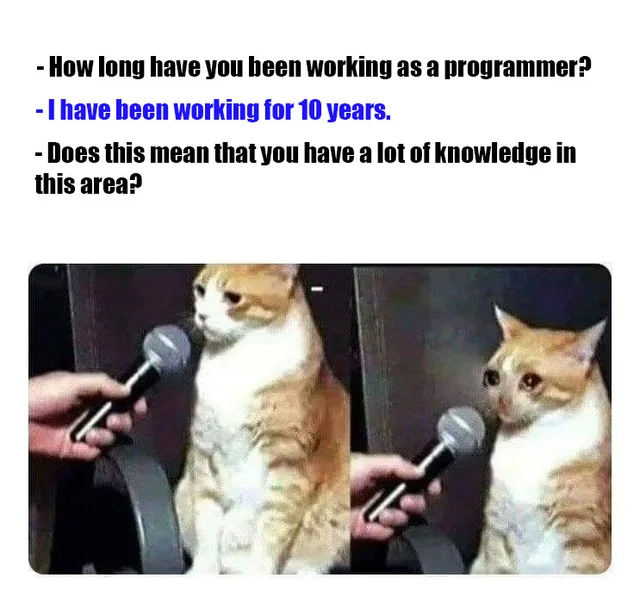 - How long have you been working as a programmer?
- I have been working for 10 years.
- Does this mean that you have a lot of knowledge in
this area?
-